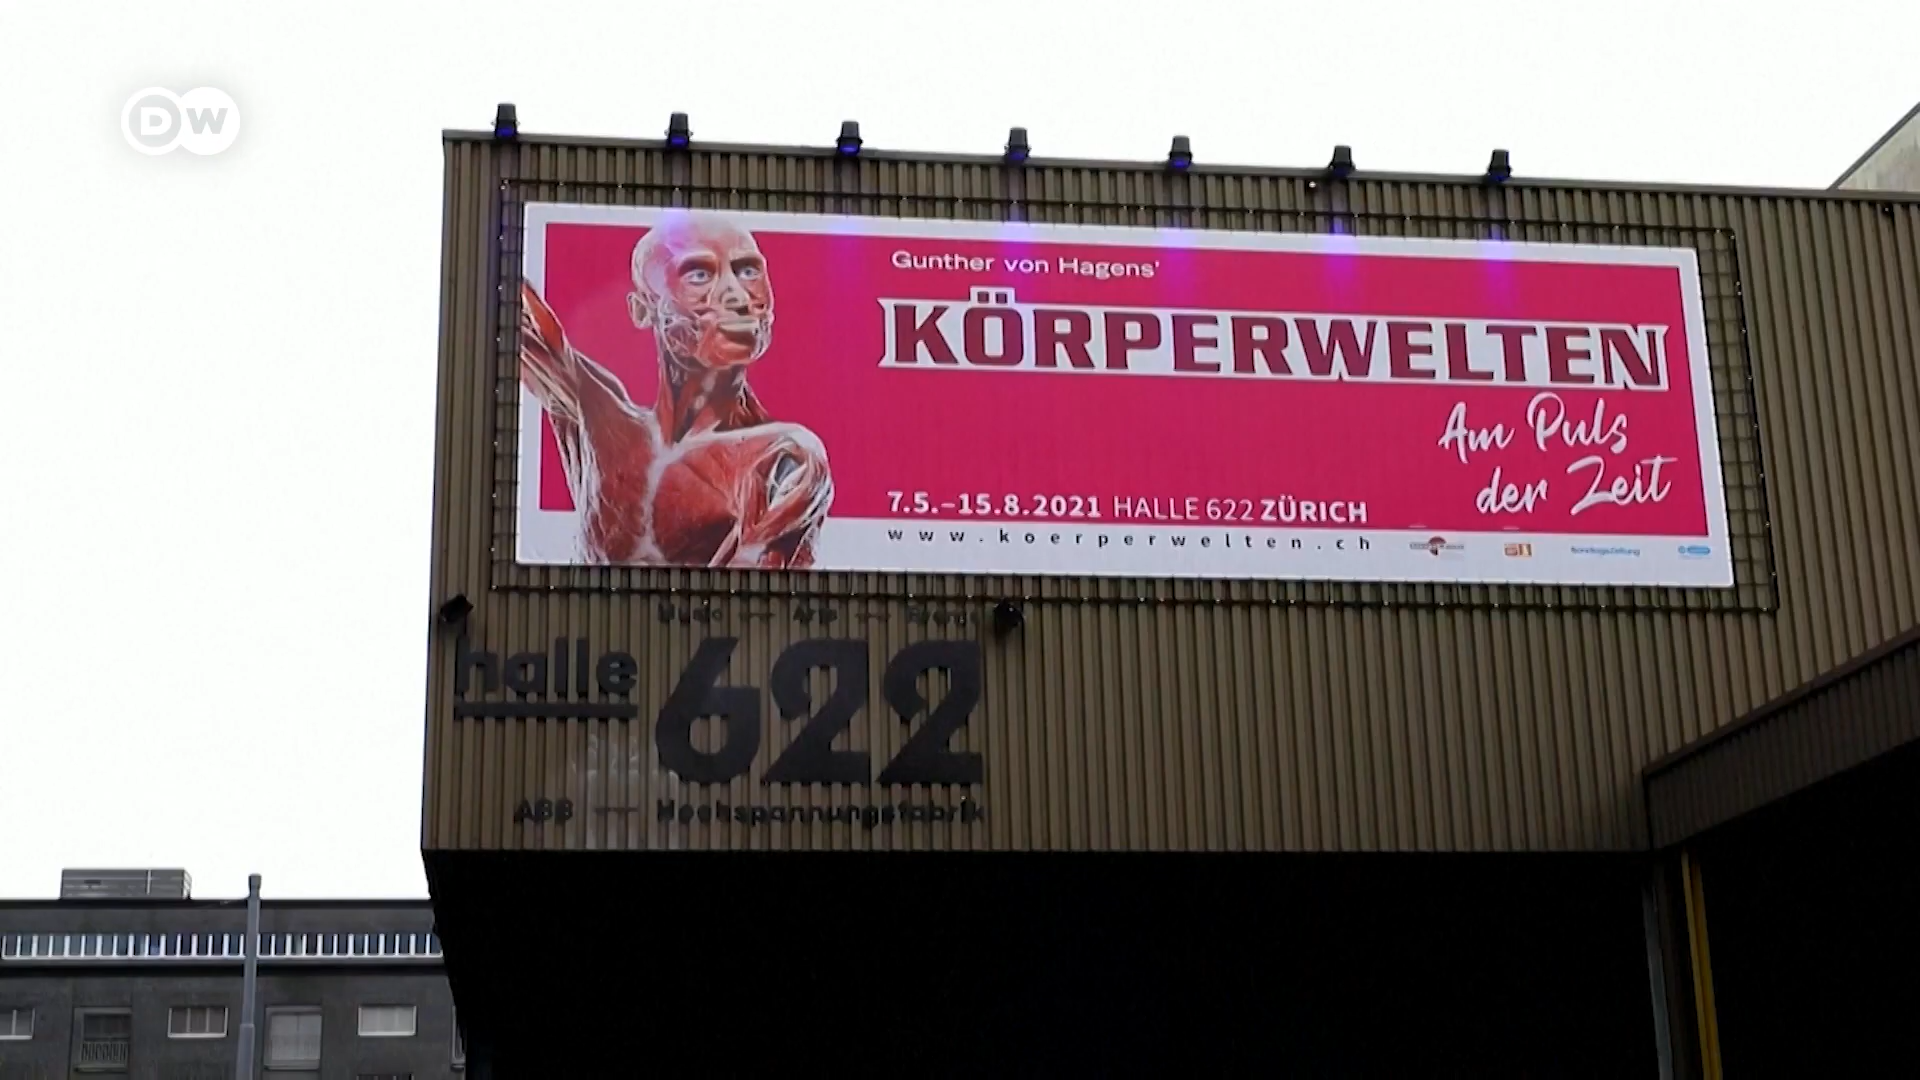 DW
Gunther von Hagens'
KÖRPERWELTEN
Am Puls
der Zeit
7.5.–15.8.2021 HALLE 622 ZÜRICH
www.koerperwelten.ch
halle 622
ABB — Hochspannungsfabrik